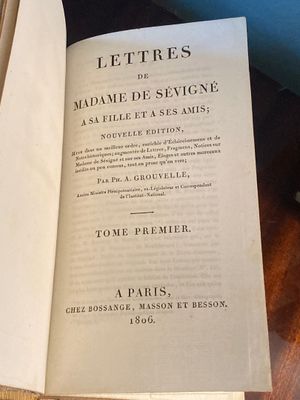 LETTRES
DE
MADAME DE SÉVIGNÉ
A SA FILLE ET A SES AMIS;
NOUVELLE ÉDITION,
Mise dans un meilleur ordre, enrichie d'Éclaircissemens et de
Notes historiques; augmentée de Lettres, Fragmens, Notices sur
Madame de Sévigné et sur ses Amis, Éloges et autres morceaux
inédits ou peu connus, tant en prose qu'en vers;
PAR PH. A. GROUVELLE,
Ancien Ministre Plénipotentiaire, ex-Législateur et Correspondant
de l'Institut-National.
TOME PREMIER.
A PARIS,
CHEZ BOSSANGE, MASSON ET BESSON.
1806.